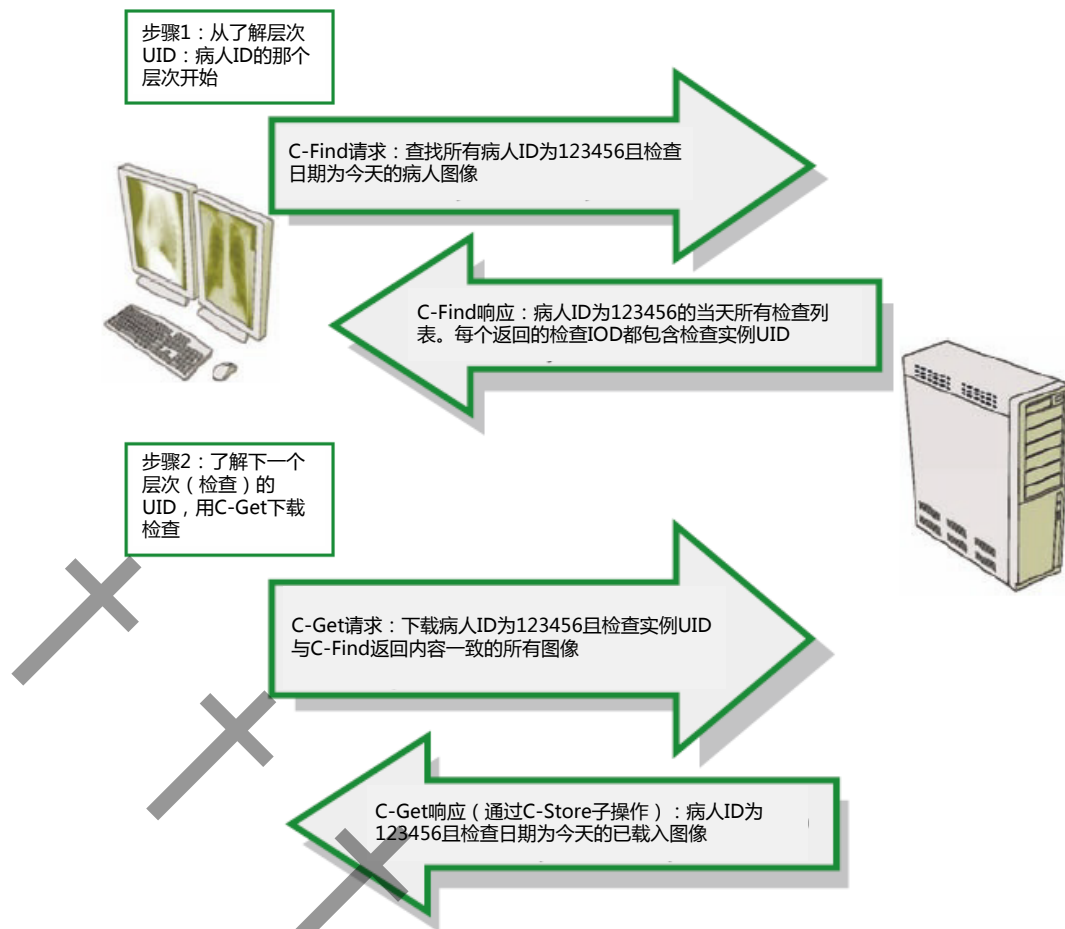 步骤1：从了解层次
UID：病人ID的那个
层次开始
C-Find请求：查找所有病人ID为123456且检查
日期为今天的病人图像
C-Find响应：病人ID为123456的当天所有检查列
表。每个返回的检查IOD都包含检查实例UID
步骤2：了解下一个
层次（检查）的
UID，用C-Get下载
检查
C-Get请求：下载病人ID为123456且检查实例UID
与C-Find返回内容一致的所有图像
C-Get响应（通过C-Store子操作）：病人ID为
123456且检查日期为今天的已载入图像